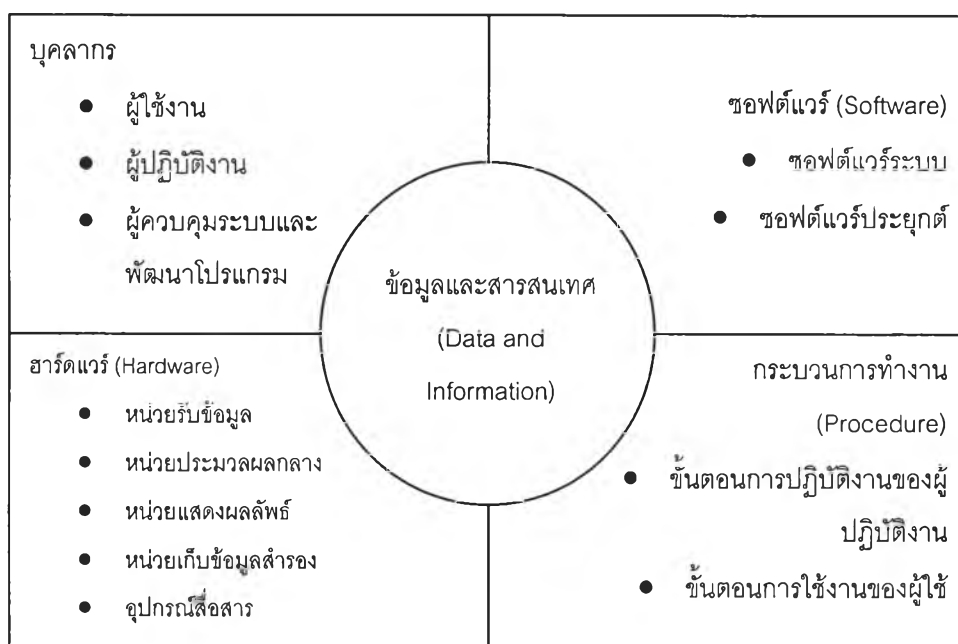 บุคลากร
● ผู้ใช้งาน
● ผู้ปฏิบัติงาน
● ผู้ควบคุมระบบและ
พัฒนาโปรแกรม
ซอฟต์แวร์ (Software)
● ซอฟต์แวร์ระบบ
● ซอฟต์แวร์ประยุกต์
ข้อมูลและสารสนเทศ
(Data and
Information)
ฮาร์ดแวร์ (Hardware)
● หน่วยรับข้อมูล
● หน่วยประมวลผลกลาง
● หน่วยแสดงผลลัพธ์
● หน่วยเก็บข้อมูลสำรอง
● อุปกรณ์สื่อสาร
กระบวนการทำงาน
(Procedure)
● ขั้นตอนการปฏิบัติงานของผู้
ปฏิบัติงาน
● ขั้นตอนการใช้งานของผู้ใช้